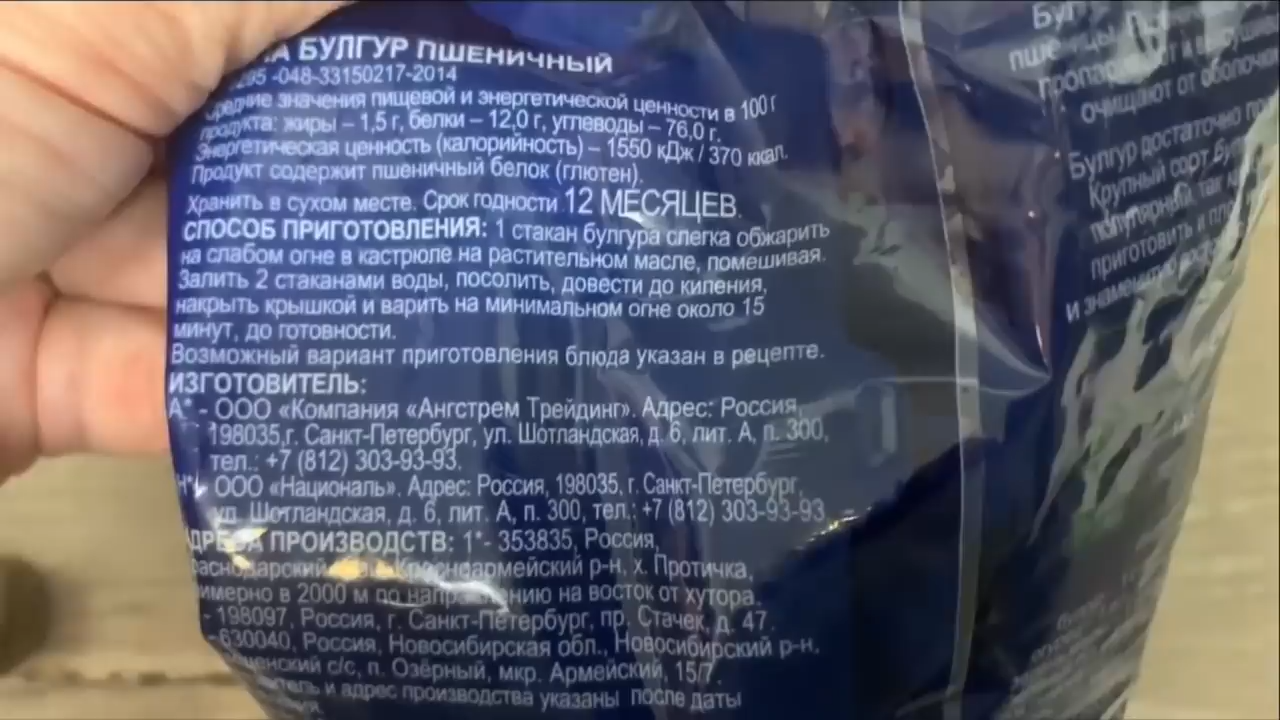 БУЛГУР ПШЕНИЧНЫЙ
-048-33150217-2014
Средние значения пищевой и энергетической ценности в 100 г
продукта: жиры – 1,5 г, белки – 12,0 г, углеводы – 76,0 г.
Энергетическая ценность (калорийность) – 1550 кДж / 370 ккал.
Продукт содержит пшеничный белок (глютен).
Хранить в сухом месте. Срок годности 12 МЕСЯЦЕВ.
СПОСОБ ПРИГОТОВЛЕНИЯ: 1 стакан булгура слегка обжарить
на слабом огне в кастрюле на растительном масле, помешивая.
Залить 2 стаканами воды, посолить, довести до кипения,
накрыть крышкой и варить на минимальном огне около 15
минут, до готовности.
Возможный вариант приготовления блюда указан в рецепте.
ИЗГОТОВИТЕЛЬ:
А* - ООО «Компания «Ангстрем Трейдинг». Адрес: Россия,
198035,г. Санкт-Петербург, ул. Шотландская, д. 6, лит. А, п. 300,
тел.: +7 (812) 303-93-93.
Н*- ООО «Националь». Адрес: Россия, 198035, г. Санкт-Петербург,
ул. Шотландская, д. 6, лит. А, п. 300, тел.: +7 (812) 303-93-93
ПРОИЗВОДСТВ: 1*- 353835, Россия,
Красноармейский р-н, х. Протичка,
в 2000 м по направлению на восток от хутора.
- 198097, Россия, г. Санкт-Петербург, пр. Стачек, д. 47.
- 630040, Россия, Новосибирская обл., Новосибирский р-н,
с/с, п. Озёрный, мкр. Армейский, 15/7.
и адрес производства указаны после даты
очищают от оболочки
Булгур достаточно
Крупный сорт
популярный, так
приготовить и
и